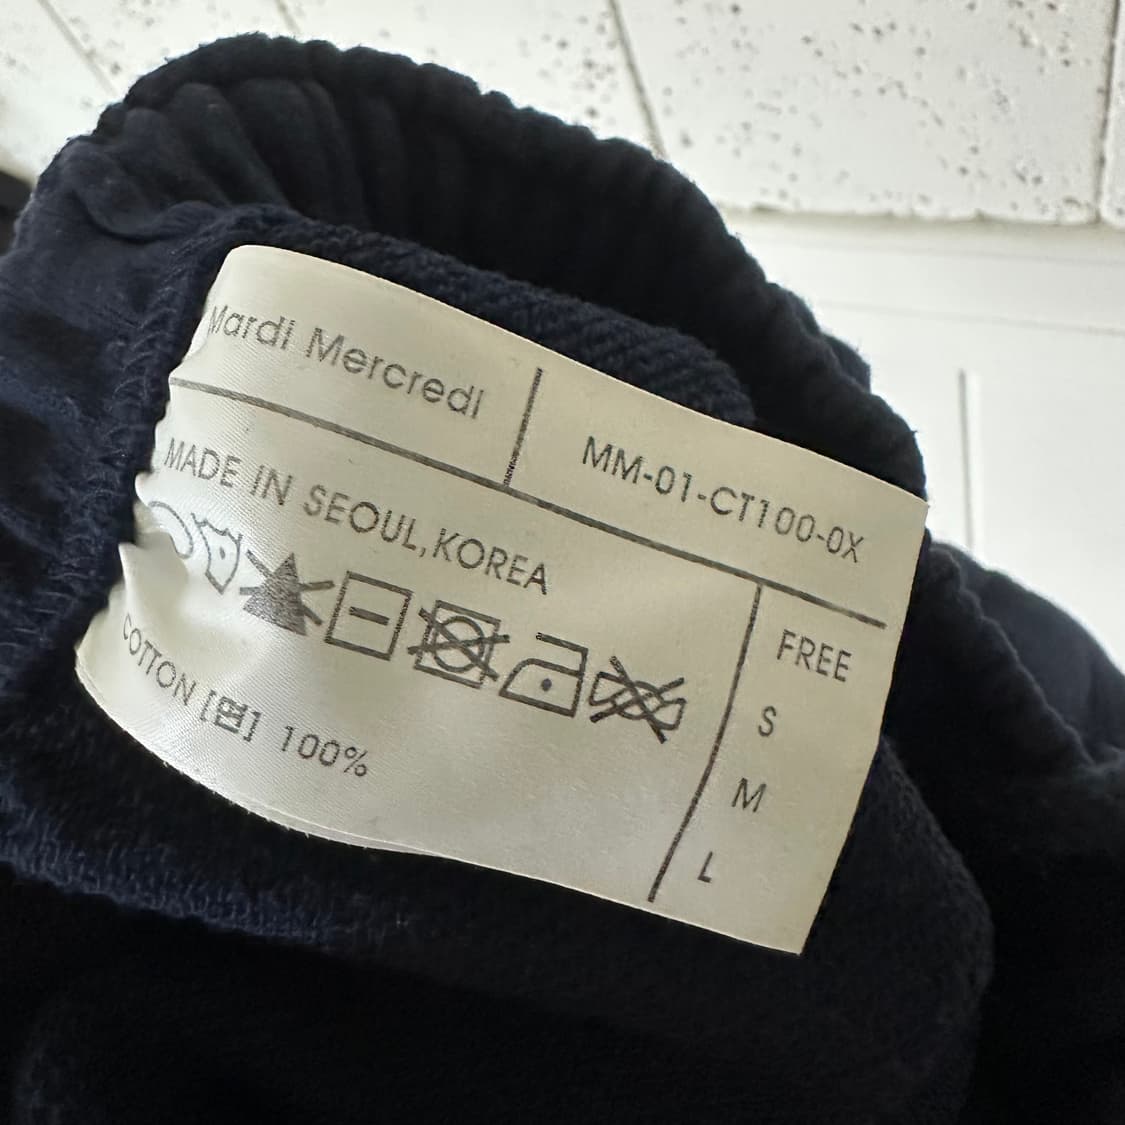 Mardi Mercredi
MM-01-CT100-0X
MADE IN SEOUL,KOREA
COTTON [면] 100%
FREE
S
M
L